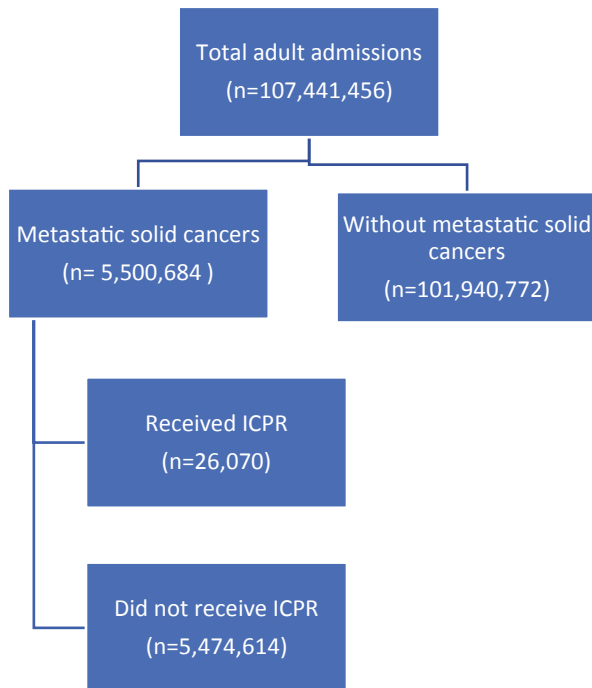 Total adult admissions
(n=107,441,456)
Metastatic solid cancers
(n= 5,500,684 )
Without metastatic solid
cancers
(n=101,940,772)
Received ICPR
(n=26,070)
Did not receive ICPR
(n=5,474,614)